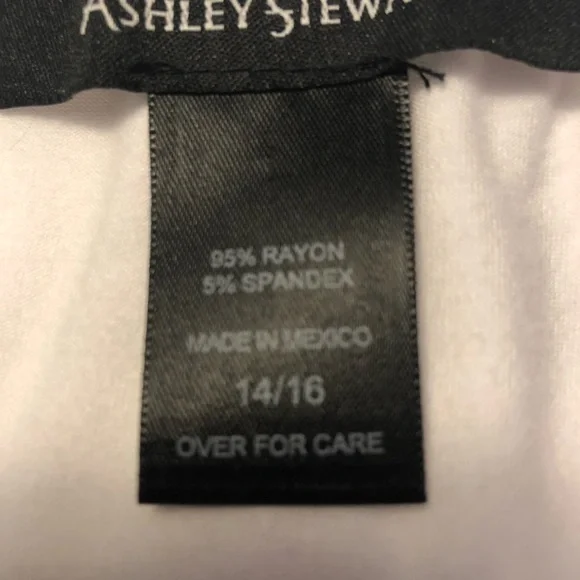 ASHLEY STEWA
95% RAYON
5% SPANDEX
MADE IN MEXICO
14/16
OVER FOR CARE